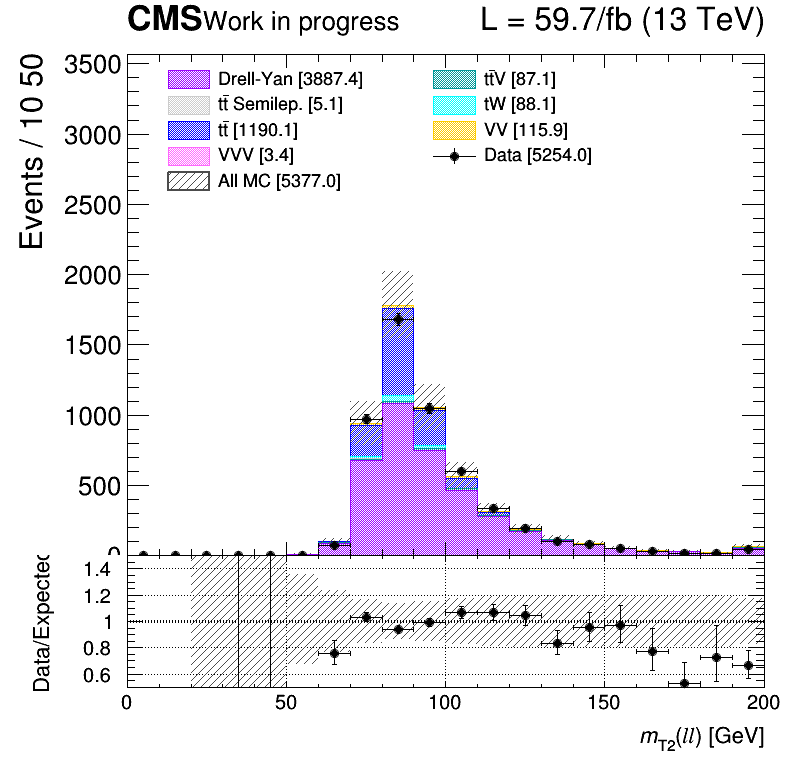 CMS Work in progress L = 59.7/fb (13 TeV)
Events / 10 50
3500
3000
2500
2000
1500
1000
500
0
Drell-Yan [3887.4]
tt̄ Semilep. [5.1]
tt̄ [1190.1]
VVV [3.4]
All MC [5377.0]
tt̄V [87.1]
tW [88.1]
VV [115.9]
Data [5254.0]
Data/Expected
1.4
1.2
1
0.8
0.6
0 50 100 150 200
m_T2(ll) [GeV]